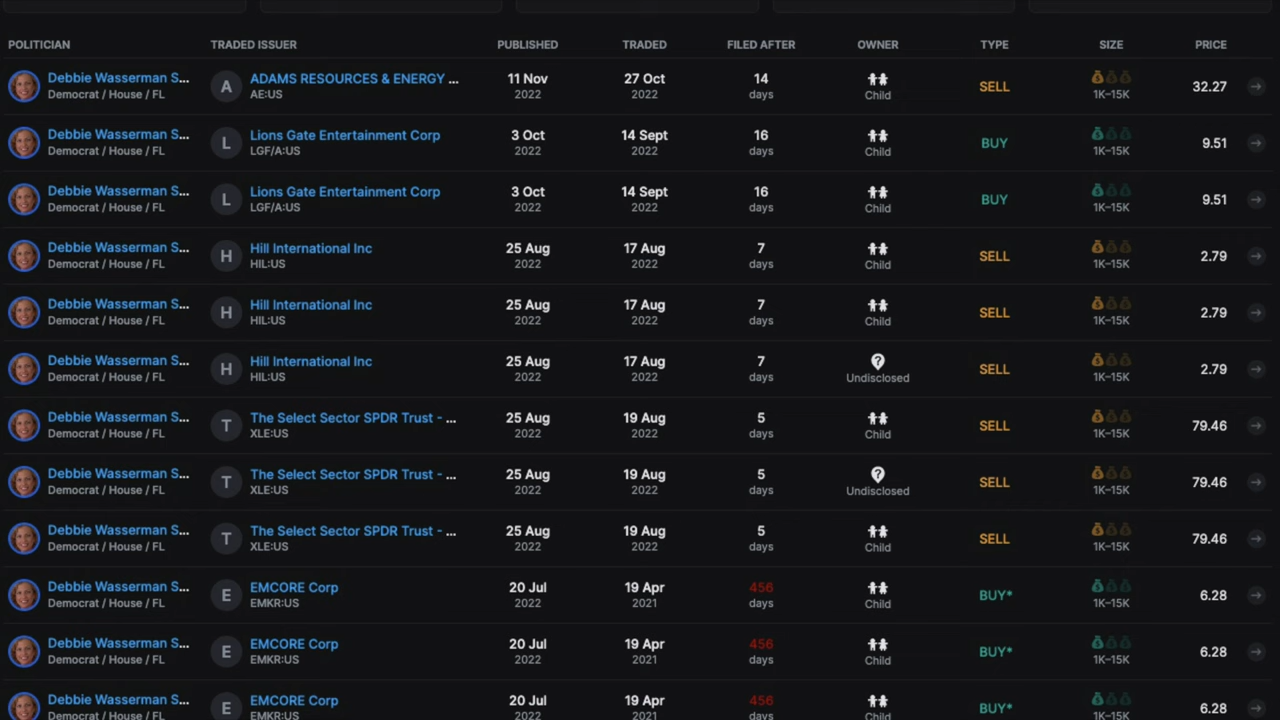 POLITICIAN TRADED ISSUER PUBLISHED TRADED FILED AFTER OWNER TYPE SIZE PRICE
Debbie Wasserman S... A ADAMS RESOURCES & ENERGY ... 11 Nov 27 Oct 14 SELL 32.27
Democrat / House / FL AE:US 2022 2022 days Child 1K–15K
Debbie Wasserman S... L Lions Gate Entertainment Corp 3 Oct 14 Sept 16 BUY 9.51
Democrat / House / FL LGF/A:US 2022 2022 days Child 1K–15K
Debbie Wasserman S... L Lions Gate Entertainment Corp 3 Oct 14 Sept 16 BUY 9.51
Democrat / House / FL LGF/A:US 2022 2022 days Child 1K–15K
Debbie Wasserman S... H Hill International Inc 25 Aug 17 Aug 7 SELL 2.79
Democrat / House / FL HIL:US 2022 2022 days Child 1K–15K
Debbie Wasserman S... H Hill International Inc 25 Aug 17 Aug 7 SELL 2.79
Democrat / House / FL HIL:US 2022 2022 days Child 1K–15K
Debbie Wasserman S... H Hill International Inc 25 Aug 17 Aug 7 ? SELL 2.79
Democrat / House / FL HIL:US 2022 2022 days Undisclosed 1K–15K
Debbie Wasserman S... T The Select Sector SPDR Trust - ... 25 Aug 19 Aug 5 SELL 79.46
Democrat / House / FL XLE:US 2022 2022 days Child 1K–15K
Debbie Wasserman S... T The Select Sector SPDR Trust - ... 25 Aug 19 Aug 5 ? SELL 79.46
Democrat / House / FL XLE:US 2022 2022 days Undisclosed 1K–15K
Debbie Wasserman S... T The Select Sector SPDR Trust - ... 25 Aug 19 Aug 5 SELL 79.46
Democrat / House / FL XLE:US 2022 2022 days Child 1K–15K
Debbie Wasserman S... E EMCORE Corp 20 Jul 19 Apr 456 BUY* 6.28
Democrat / House / FL EMKR:US 2022 2021 days Child 1K–15K
Debbie Wasserman S... E EMCORE Corp 20 Jul 19 Apr 456 BUY* 6.28
Democrat / House / FL EMKR:US 2022 2021 days Child 1K–15K
Debbie Wasserman S... E EMCORE Corp 20 Jul 19 Apr 456 BUY* 6.28
Democrat / House / FL EMKR:US 2022 2021 days Child 1K–15K